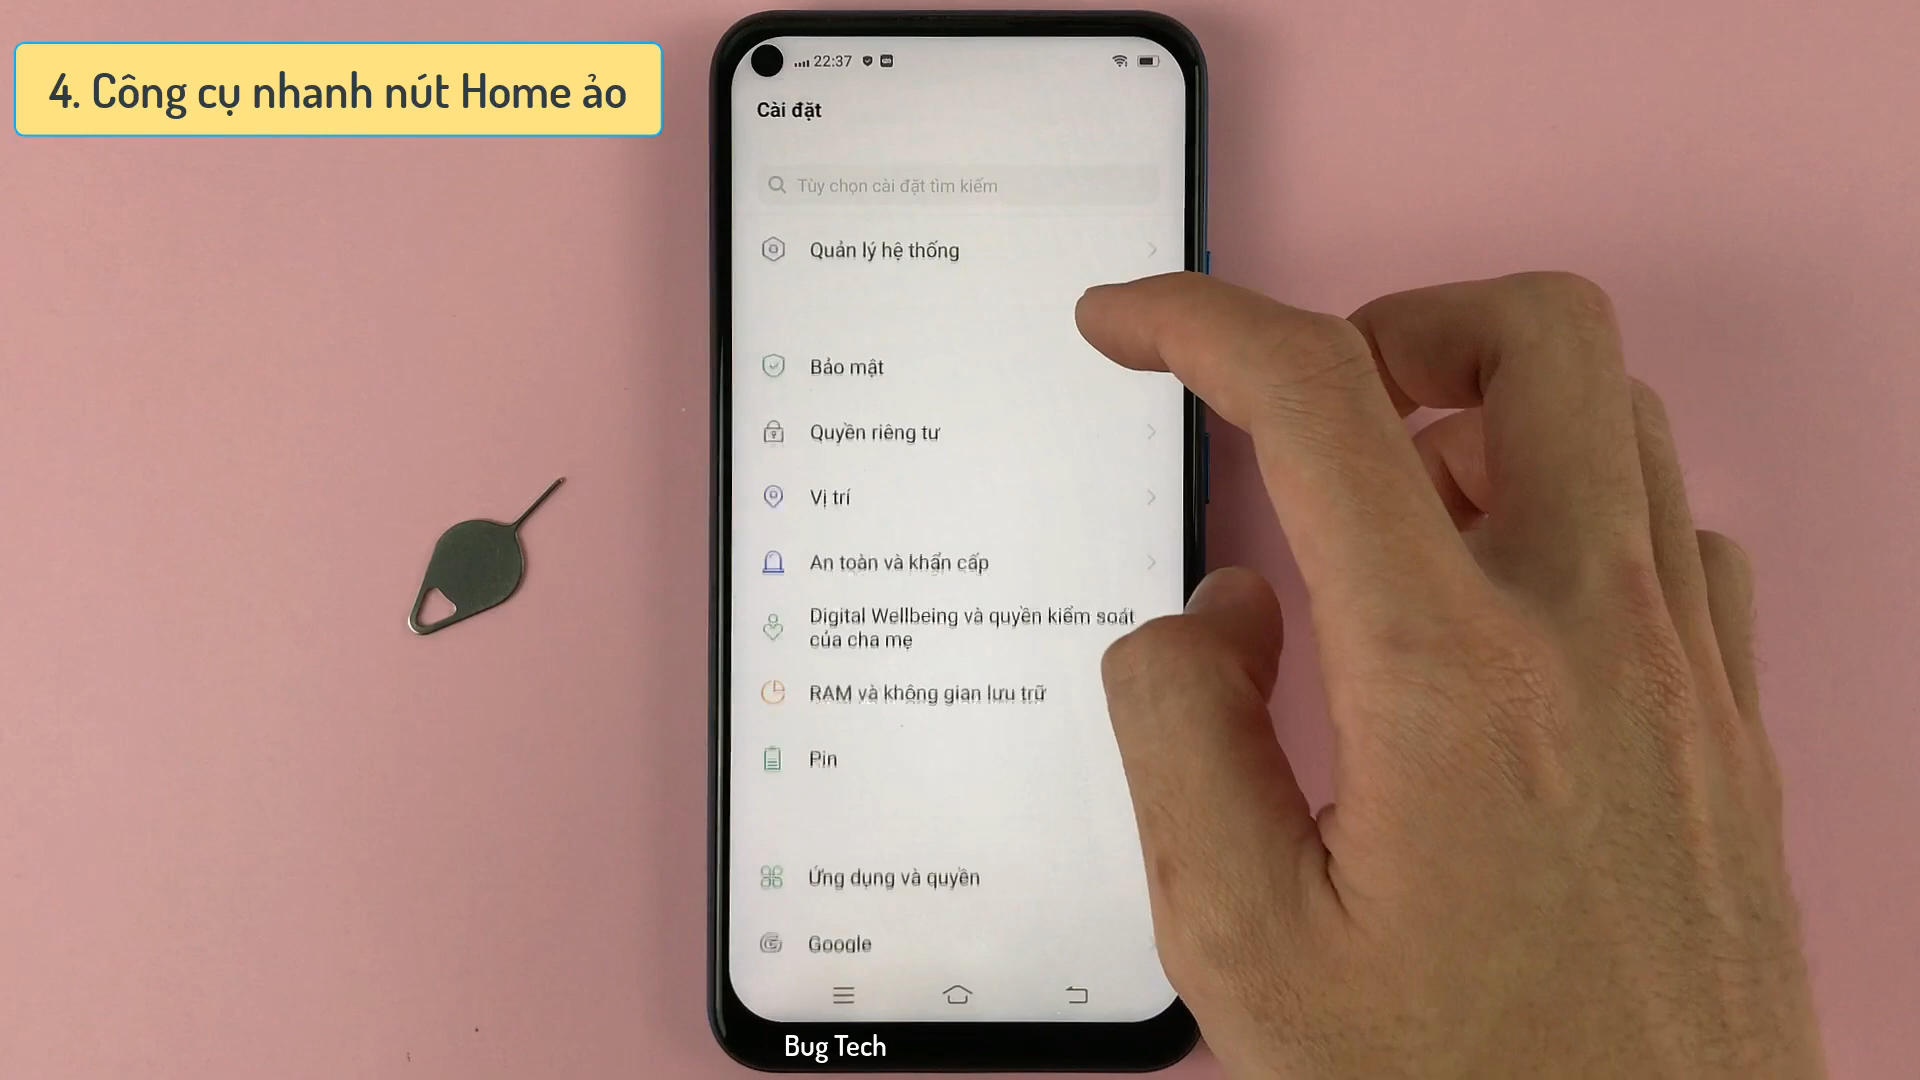 4. Công cụ nhanh nút Home ảo
22:37
Cài đặt
Tùy chọn cài đặt tìm kiếm
Quản lý hệ thống
Bảo mật
Quyền riêng tư
Vị trí
An toàn và khẩn cấp
Digital Wellbeing và quyền kiểm soát
của cha mẹ
RAM và không gian lưu trữ
Pin
Ứng dụng và quyền
Google
Bug Tech